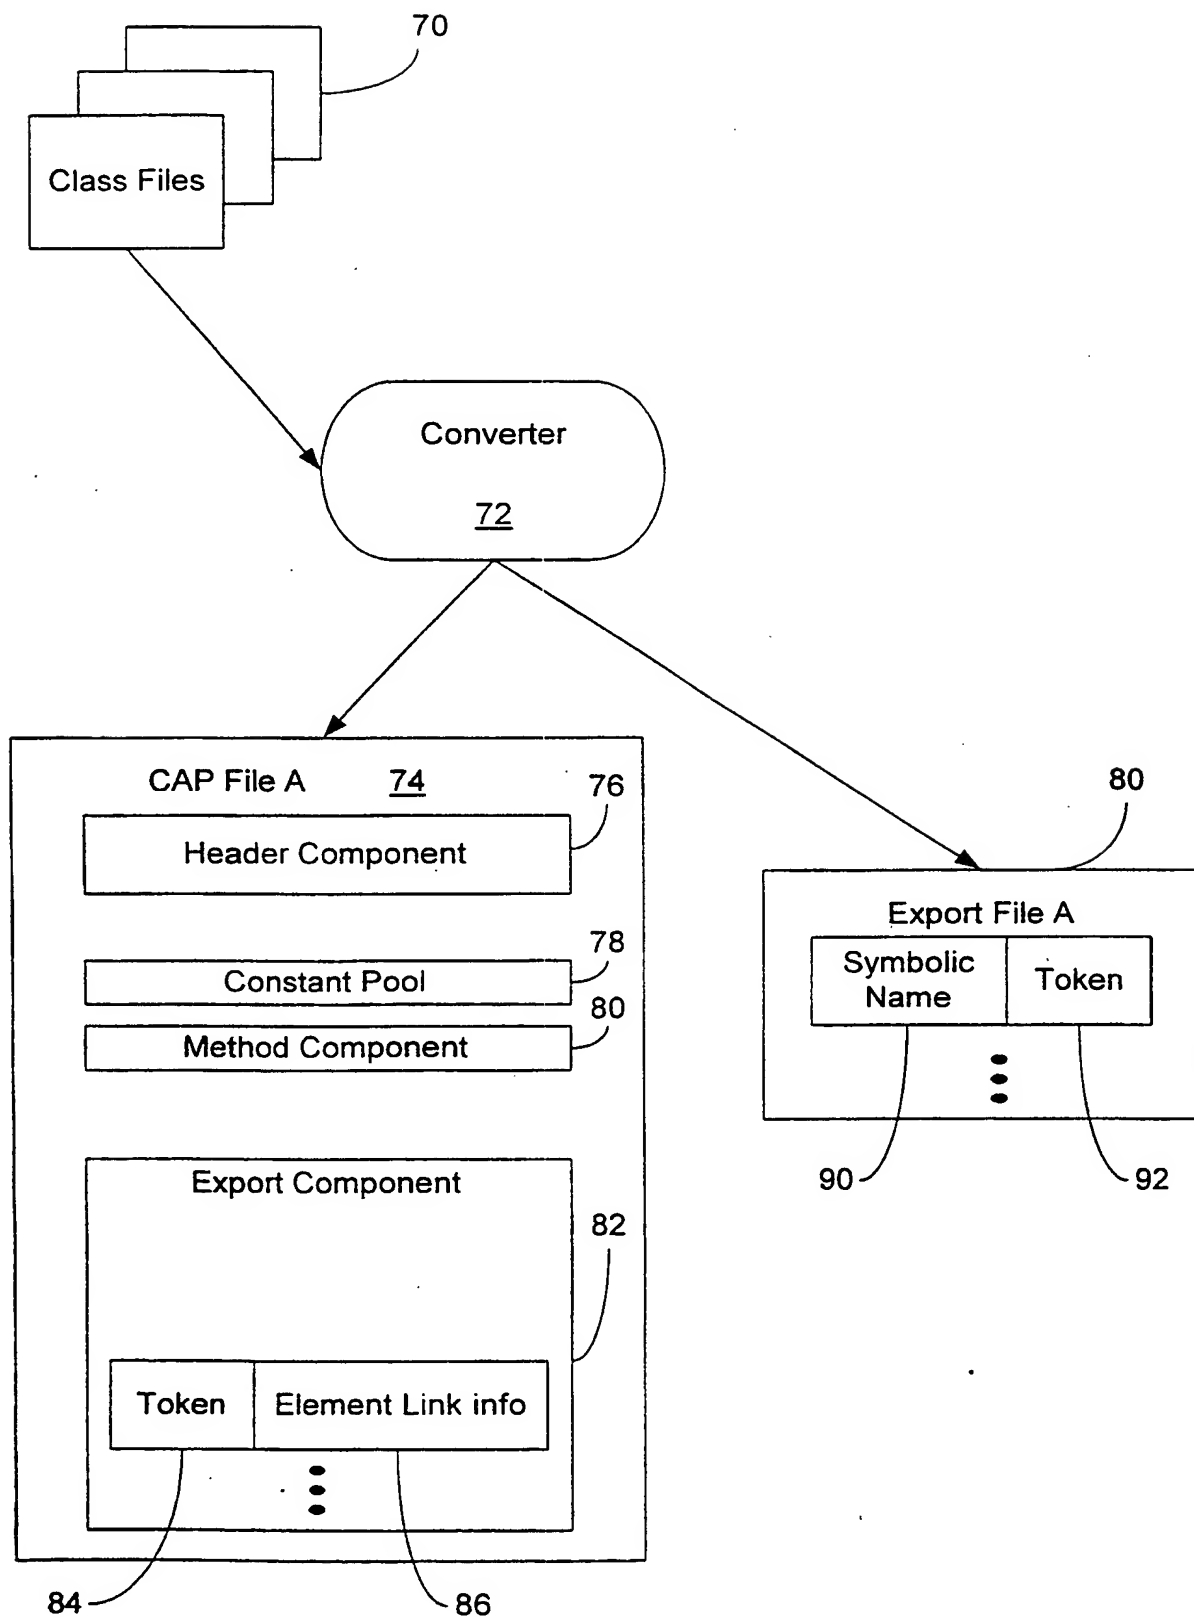 70
Class Files
Converter
72
CAP File A 74
76
Header Component
78
Constant Pool
80
Method Component
Export Component
82
Token Element Link info
84
86
80
Export File A
Symbolic
Name
Token
90
92